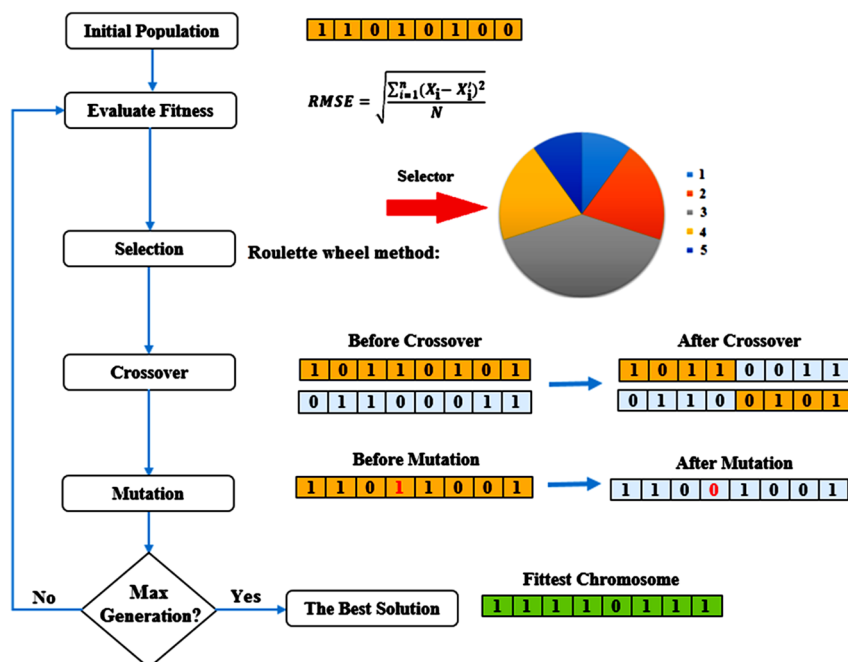 Initial Population
1 1 0 1 0 1 0 0
Evaluate Fitness
RMSE = √(∑ⁿᵢ₌₁(Xᵢ − X'ᵢ)² / N)
Selector
1
2
3
4
5
Selection
Roulette wheel method:
Before Crossover
After Crossover
Crossover
1 0 1 1 0 1 0 1
0 1 1 0 0 0 1 1
1 0 1 1 0 0 1 1
0 1 1 0 0 1 0 1
Before Mutation
After Mutation
Mutation
1 1 0 1 1 0 0 1
1 1 0 0 1 0 0 1
No
Max
Generation?
Yes
The Best Solution
Fittest Chromosome
1 1 1 1 0 1 1 1